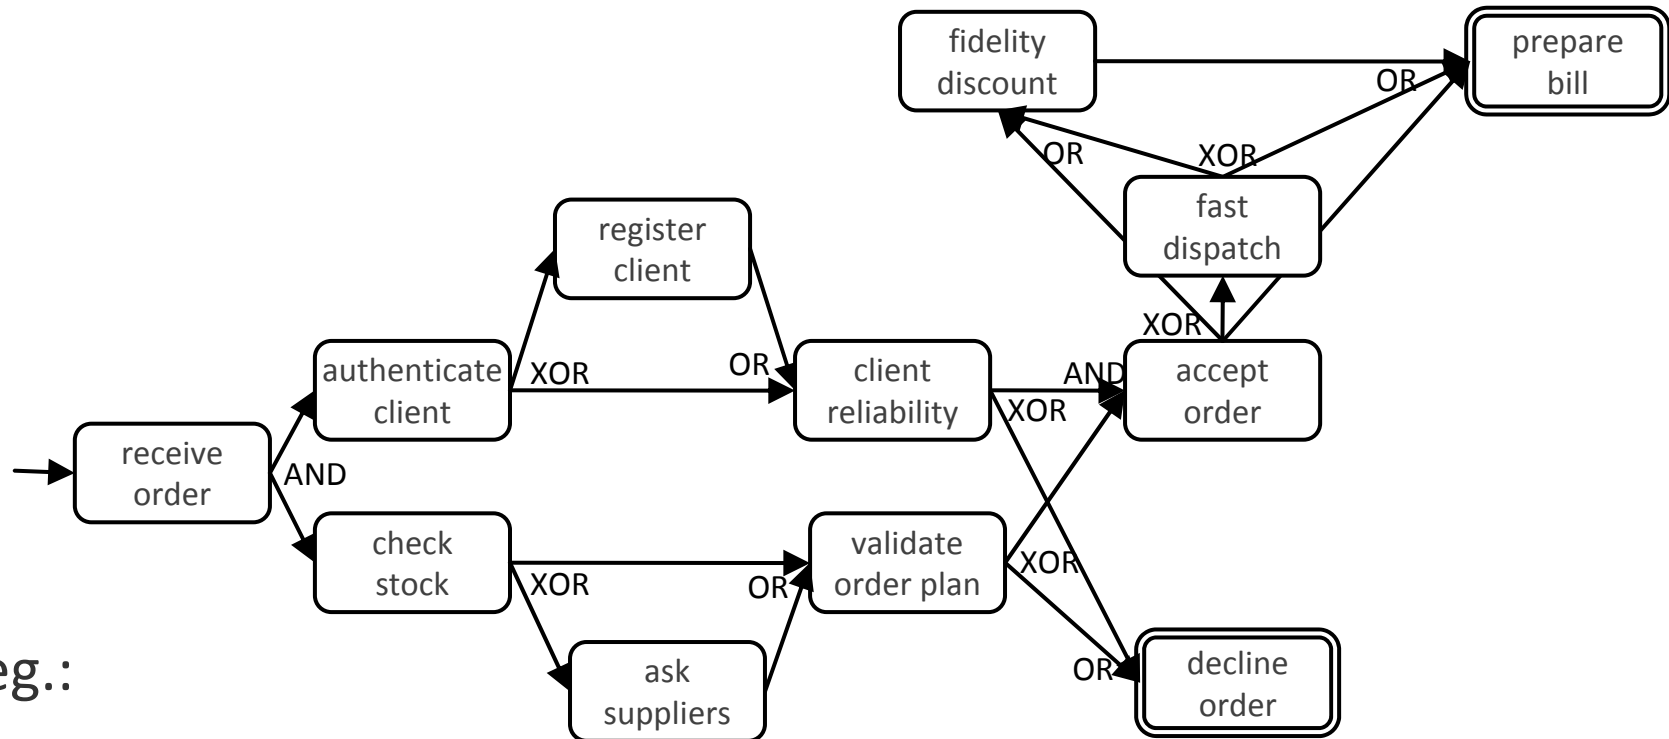 fidelity
discount
prepare
bill
OR
OR
XOR
fast
dispatch
register
client
XOR
authenticate
client
XOR
OR
client
reliability
AND
XOR
accept
order
receive
order
AND
check
stock
XOR
OR
validate
order plan
XOR
ask
suppliers
OR
decline
order
eg.: